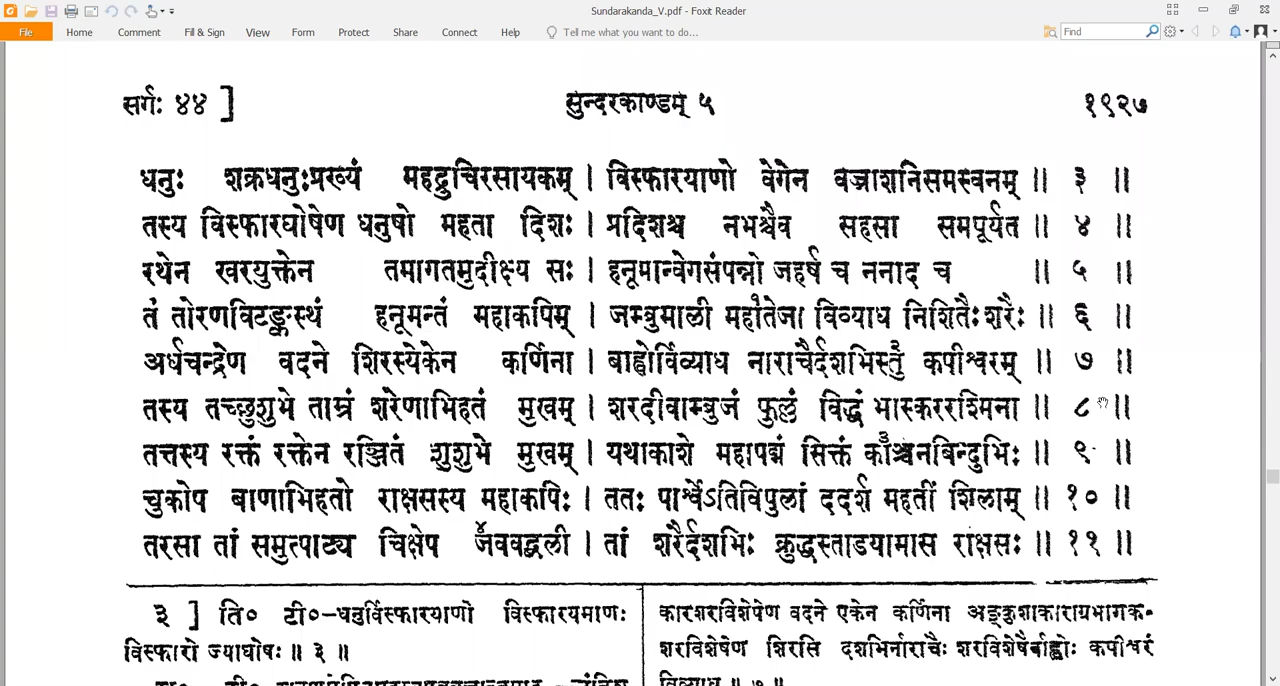 Sundarakanda_V.pdf - Foxit Reader
File Home Comment Fill & Sign View Form Protect Share Connect Help Tell me what you want to do... Find
सर्गः ४४ ] सुन्दरकाण्डम् ५ १९२७
धनुः शक्रधनुःप्रख्यं महद्रुचिरसायकम् | विस्फारयाणो वेगेन वज्राशनिसमस्वनम् || ३ ||
तस्य विस्फारघोषेण धनुषो महता दिशः | प्रदिशश्च नभश्चैव सहसा समपूर्यत || ४ ||
रथेन खरयुक्तेन तमागतमुदीक्ष्य सः | हनूमान्वेगसंपन्नो जहर्ष च ननाद च || ५ ||
तं तोरणविटङ्कस्थं हनूमन्तं महाकपिम् | जम्बुमाली महातेजा विव्याध निशितैः शरैः || ६ ||
अर्धचन्द्रेण वदने शिरस्येकेन कर्णिना | बाह्वोर्विव्याध नाराचैर्दशभिस्तु कपीश्वरम् || ७ ||
तस्य तच्छुशुभे ताम्रं शरेणाभिहतं मुखम् | शरदीवाम्बुजं फुल्लं विद्धं भास्कररश्मिना || ८ ||
तत्तस्य रक्तं रक्तेन रञ्जितं शुशुभे मुखम् | यथाकाशे महापद्मं सिक्तं काञ्चनबिन्दुभिः || ९ ||
चुकोप बाणाभिहतो राक्षसस्य महाकपिः | ततः पार्श्वेऽतिविपुलां ददर्श महतीं शिलाम् || १० ||
तरसा तां समुत्पाट्य चिक्षेप जववद्बली | तां शरैर्दशभिः क्रुद्धस्ताडयामास राक्षसः || ११ ||
३ ] ति० टी०-धनुर्विस्फारयाणो विस्फारयमाणः
विस्फारो ज्याघोषः || ३ ||
कारशरविशेषेण वदने एकेन कर्णिना अङ्कुशाकाराग्रभागक-
शरविशेषेण शिरसि दशभिर्नाराचैः शरविशेषैर्बाह्वोः कपीश्वरं
विव्याध || ७ ||